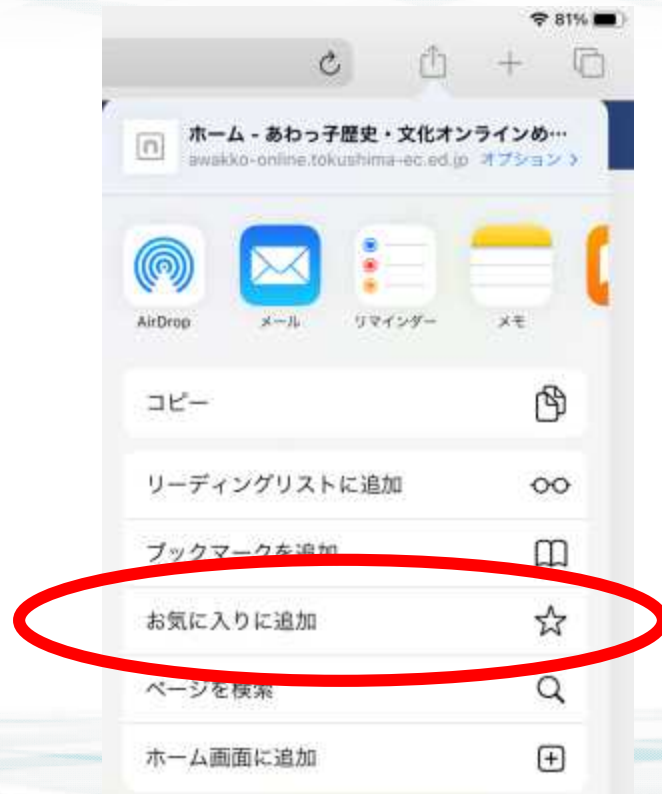 81%
ホーム - あわっ子歴史・文化オンラインめ…
awakko-online.tokushima-ec.ed.jp オプション >
AirDrop メール リマインダー メモ
コピー
リーディングリストに追加
ブックマークを追加
お気に入りに追加
ページを検索
ホーム画面に追加